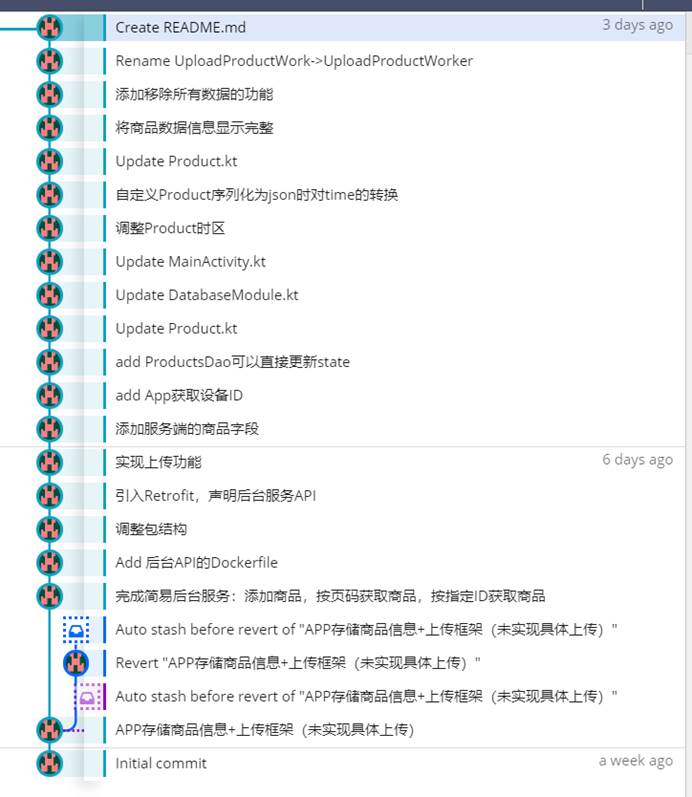 Create README.md 3 days ago
Rename UploadProductWork->UploadProductWorker
添加移除所有数据的功能
将商品数据信息显示完整
Update Product.kt
自定义Product序列化为json时对time的转换
调整Product时区
Update MainActivity.kt
Update DatabaseModule.kt
Update Product.kt
add ProductsDao可以直接更新state
add App获取设备ID
添加服务端的商品字段
实现上传功能 6 days ago
引入Retrofit，声明后台服务API
调整包结构
Add 后台API的Dockerfile
完成简易后台服务：添加商品，按页码获取商品，按指定ID获取商品
Auto stash before revert of "APP存储商品信息+上传框架（未实现具体上传）"
Revert "APP存储商品信息+上传框架（未实现具体上传）"
Auto stash before revert of "APP存储商品信息+上传框架（未实现具体上传）"
APP存储商品信息+上传框架（未实现具体上传）
Initial commit a week ago